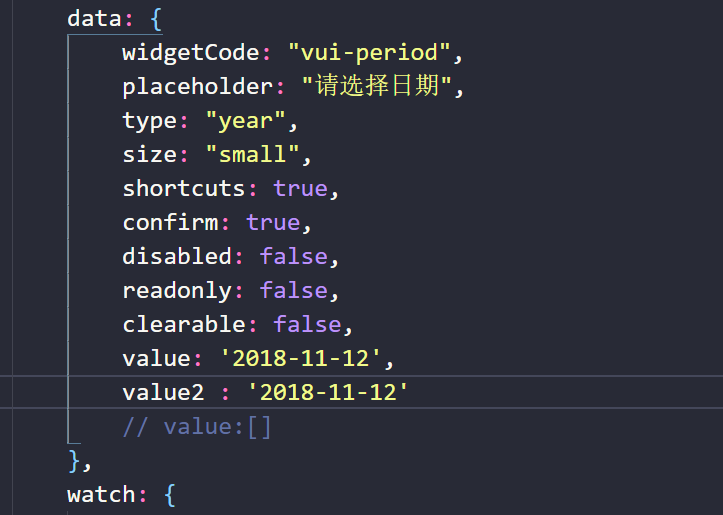 data: {
widgetCode: "vui-period",
placeholder: "请选择日期",
type: "year",
size: "small",
shortcuts: true,
confirm: true,
disabled: false,
readonly: false,
clearable: false,
value: '2018-11-12',
value2 : '2018-11-12'
// value:[]
},
watch: {